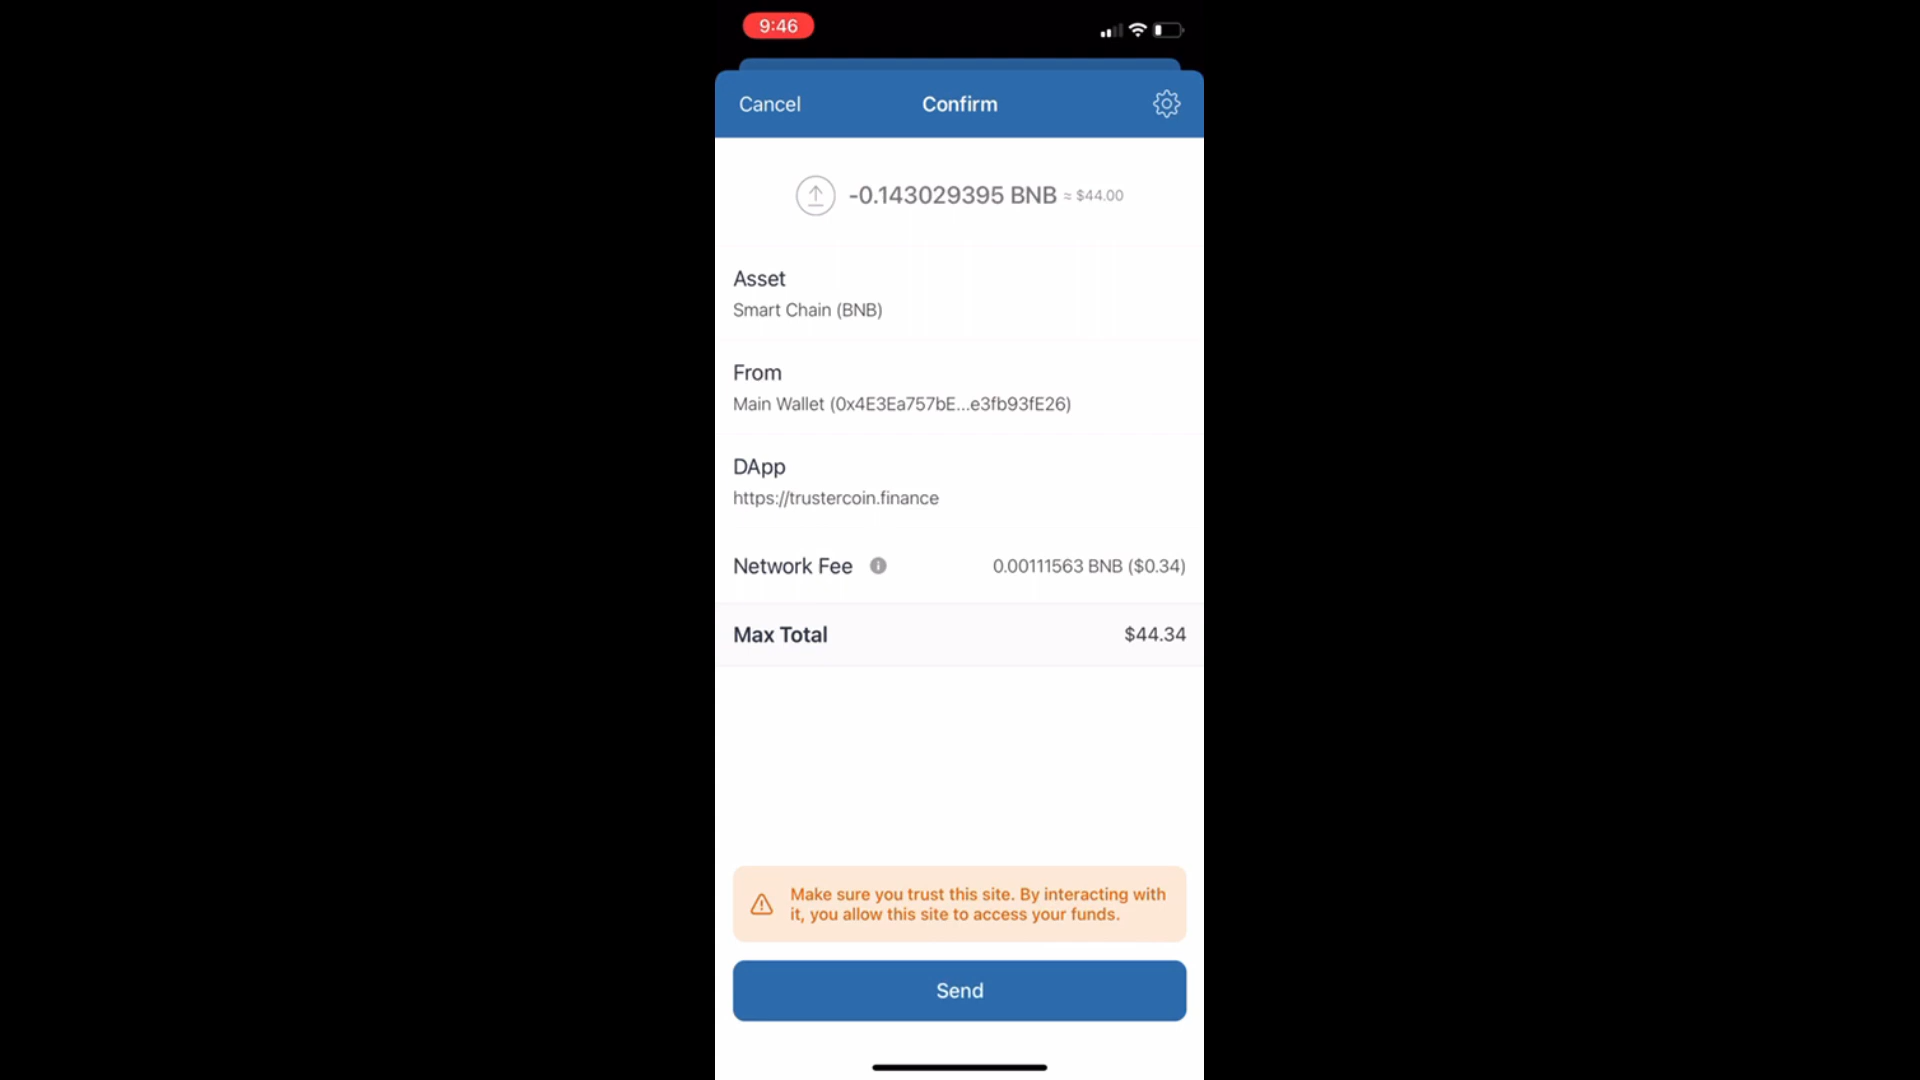 9:46
Cancel
Confirm
-0.143029395 BNB ≈ $44.00
Asset
Smart Chain (BNB)
From
Main Wallet (0x4E3Ea757bE...e3fb93fE26)
DApp
https://trustercoin.finance
Network Fee
0.00111563 BNB ($0.34)
Max Total
$44.34
Make sure you trust this site. By interacting with
it, you allow this site to access your funds.
Send